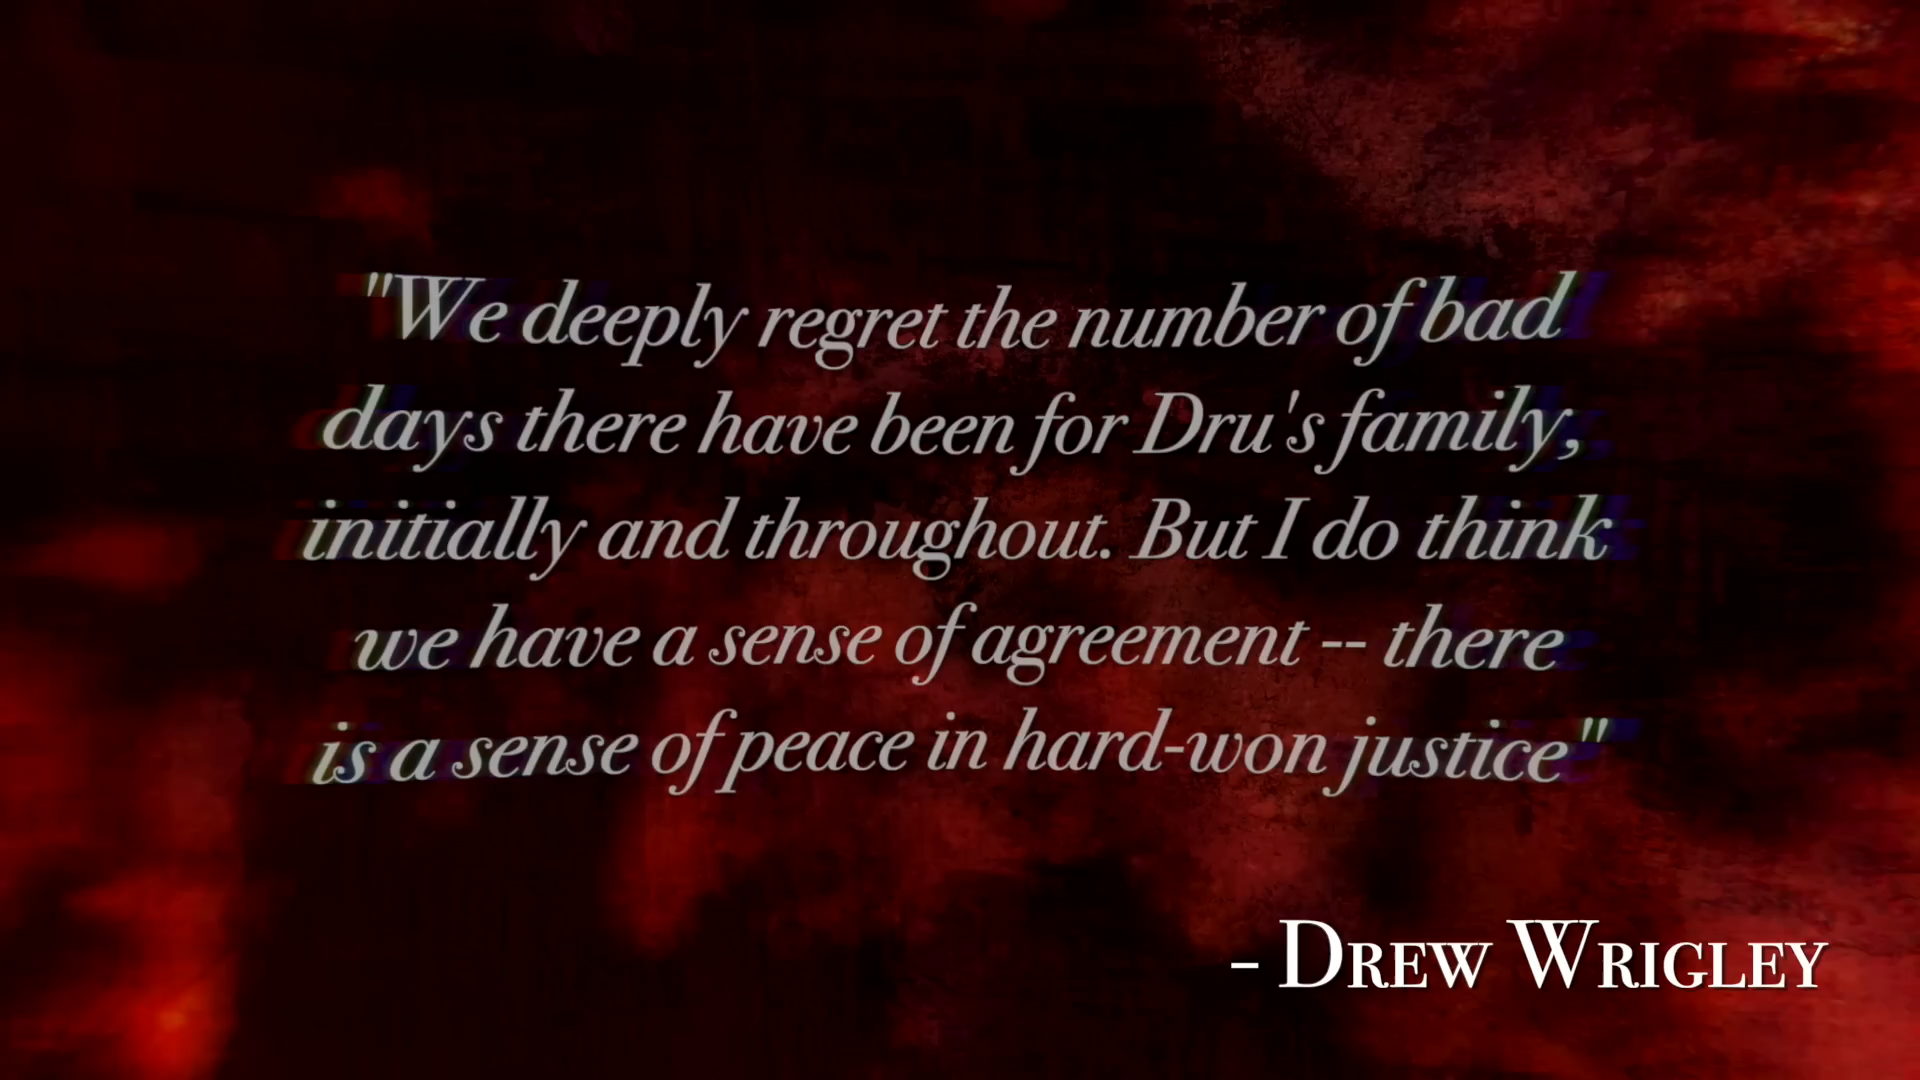 "We deeply regret the number of bad
days there have been for Dru's family,
initially and throughout. But I do think
we have a sense of agreement -- there
is a sense of peace in hard-won justice"
- DREW WRIGLEY